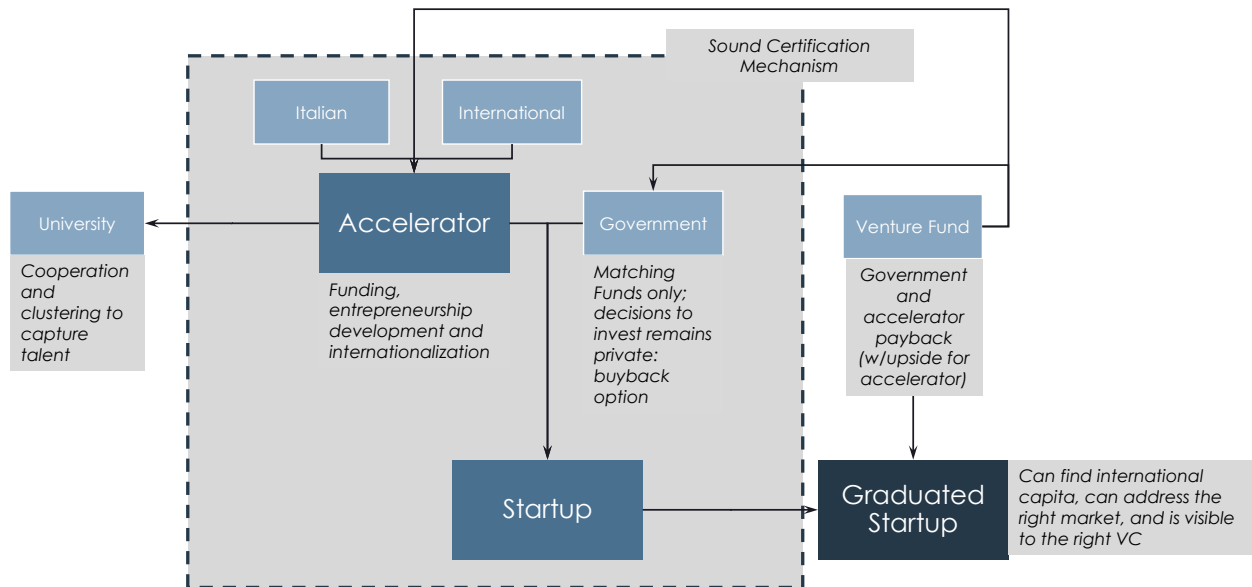 Sound Certification
Mechanism
Italian
International
University
Accelerator
Government
Venture Fund
Cooperation
and
clustering to
capture
talent
Funding,
entrepreneurship
development and
internationalization
Matching
Funds only;
decisions to
invest remains
private:
buyback
option
Government
and
accelerator
payback
(w/upside for
accelerator)
Startup
Graduated
Startup
Can find international
capita, can address the
right market, and is visible
to the right VC